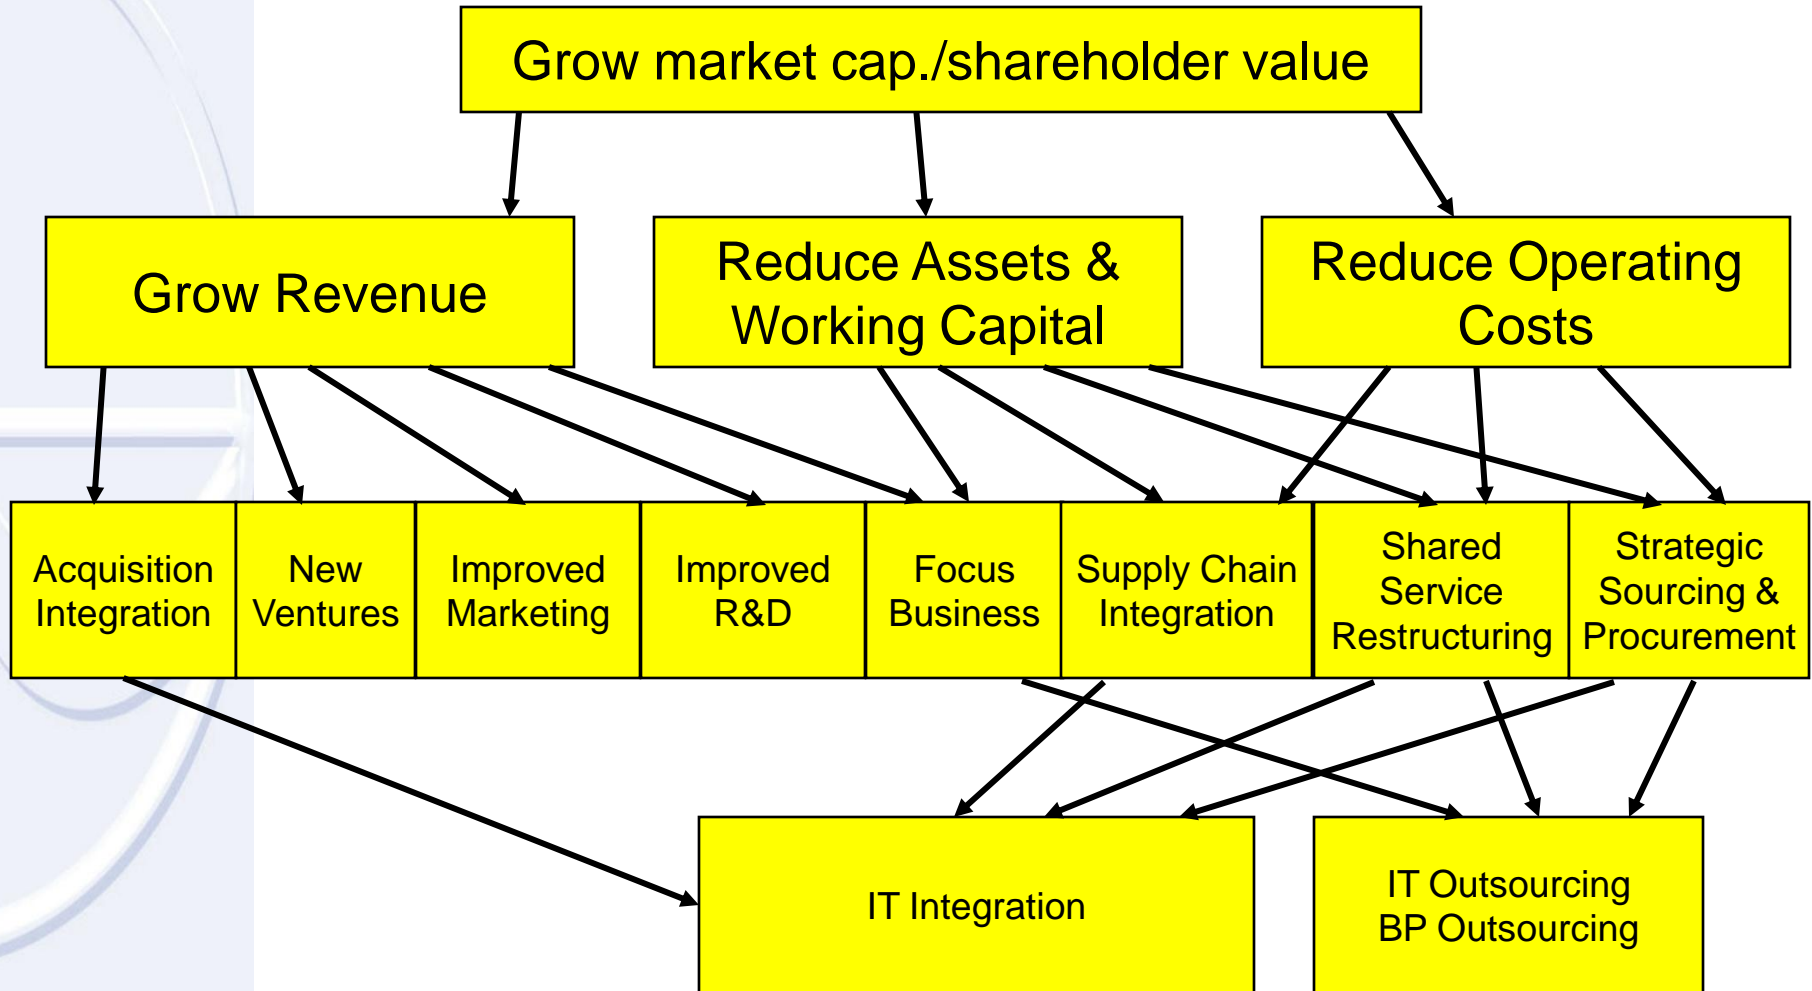 Grow market cap./shareholder value
Grow Revenue
Reduce Assets &
Working Capital
Reduce Operating
Costs
Acquisition
Integration
New
Ventures
Improved
Marketing
Improved
R&D
Focus
Business
Supply Chain
Integration
Shared
Service
Restructuring
Strategic
Sourcing &
Procurement
IT Integration
IT Outsourcing
BP Outsourcing